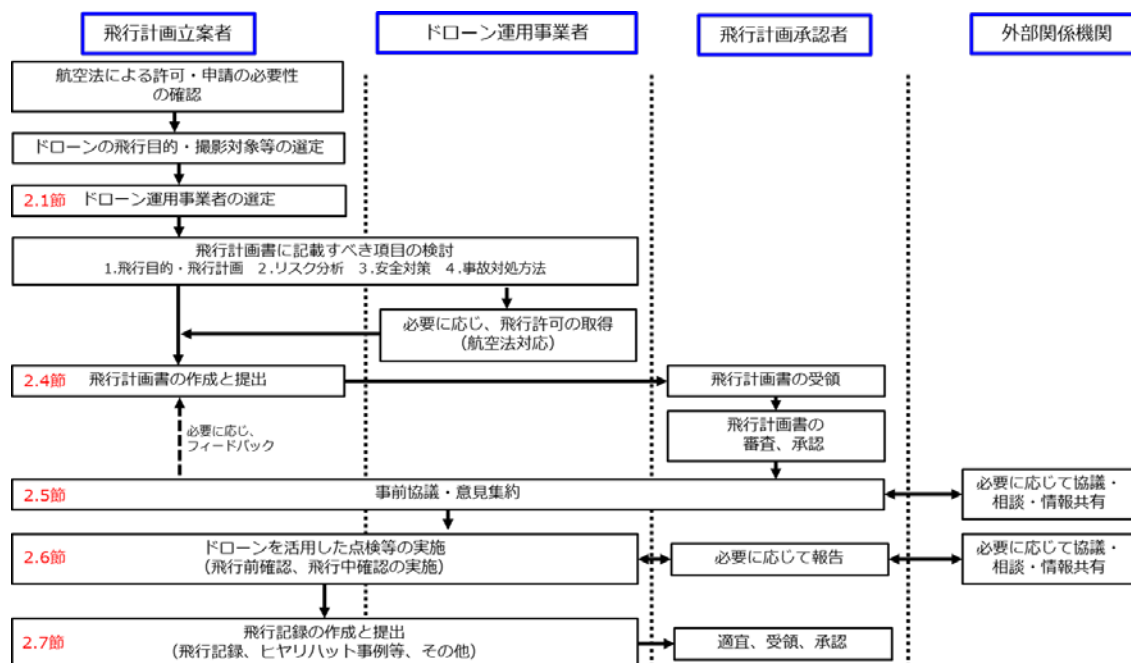 飛行計画立案者
ドローン運用事業者
飛行計画承認者
外部関係機関
航空法による許可・申請の必要性
の確認
ドローンの飛行目的・撮影対象等の選定
2.1節 ドローン運用事業者の選定
飛行計画書に記載すべき項目の検討
1.飛行目的・飛行計画 2.リスク分析 3.安全対策 4.事故対処方法
必要に応じ、飛行許可の取得
(航空法対応)
2.4節 飛行計画書の作成と提出
飛行計画書の受領
必要に応じ、
フィードバック
飛行計画書の
審査、承認
2.5節 事前協議・意見集約
必要に応じて協議・
相談・情報共有
2.6節 ドローンを活用した点検等の実施
(飛行前確認、飛行中確認の実施)
必要に応じて報告
必要に応じて協議・
相談・情報共有
2.7節 飛行記録の作成と提出
(飛行記録、ヒヤリハット事例等、その他)
適宜、受領、承認